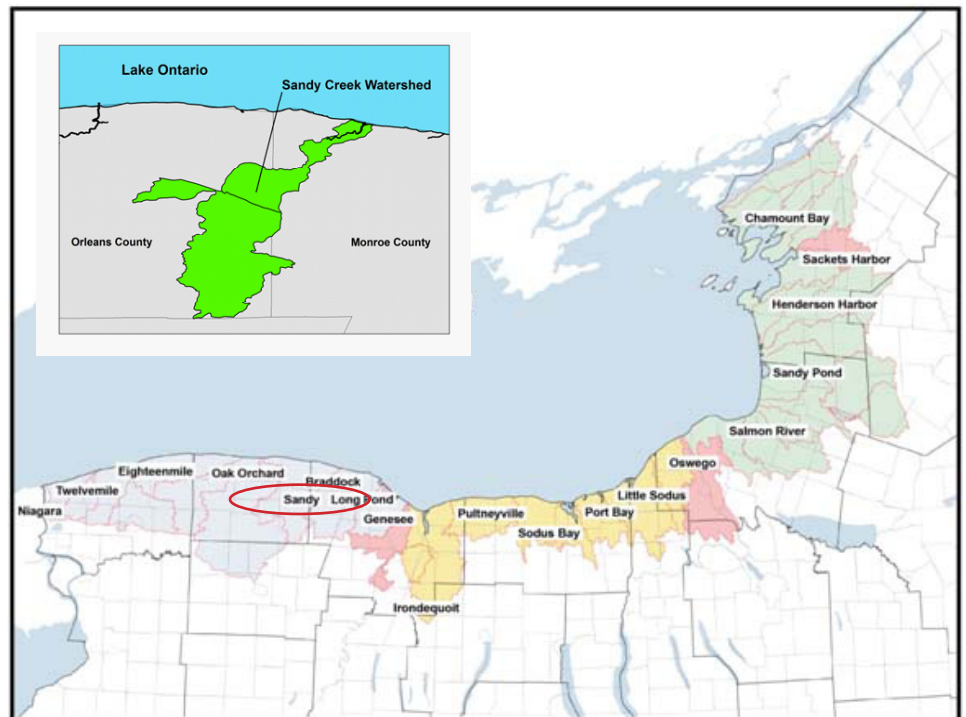 Lake Ontario
Sandy Creek Watershed
Orleans County
Monroe County
Chamount Bay
Sackets Harbor
Henderson Harbor
Sandy Pond
Salmon River
Oswego
Eighteenmile
Oak Orchard
Braddock
Twelvemile
Sandy
Long Pond
Little Sodus
Niagara
Genesee
Pultneyville
Port Bay
Sodus Bay
Irondequoit